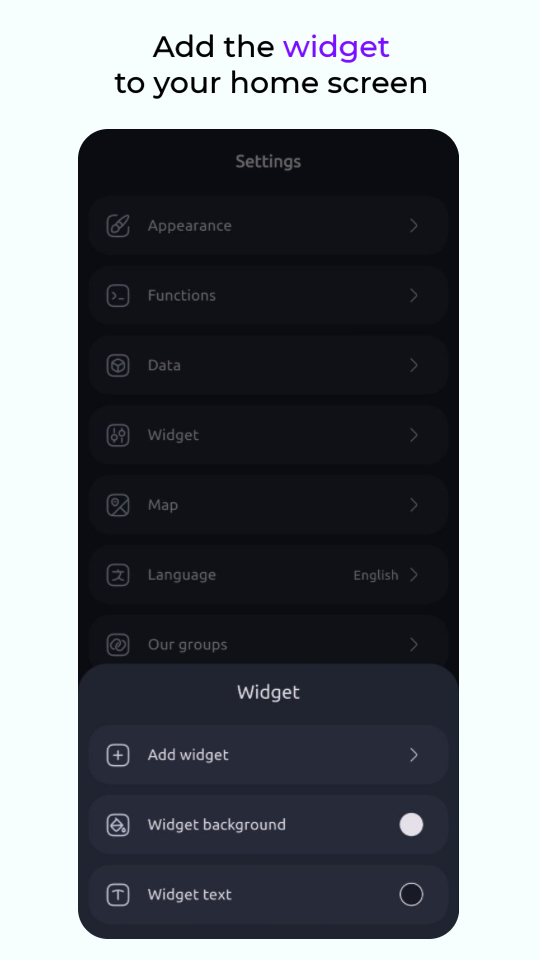 Add the widget
to your home screen
Settings
Appearance
Functions
Data
Widget
Map
Language English
Our groups
Widget
Add widget
Widget background
Widget text